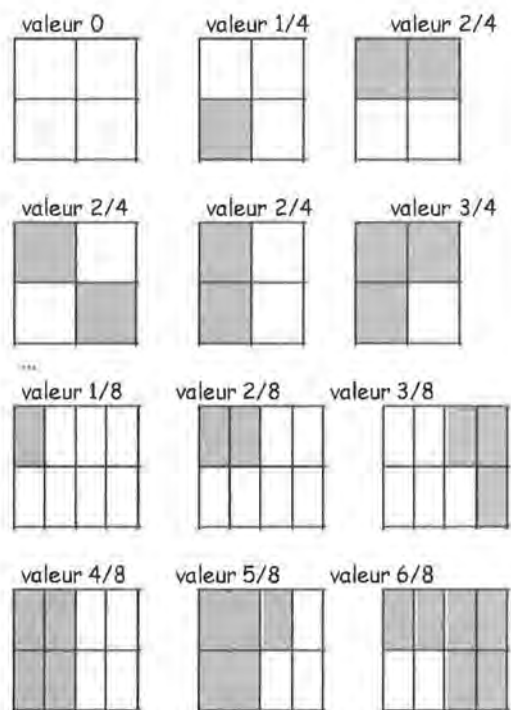 valeur 0 valeur 1/4 valeur 2/4
valeur 2/4 valeur 2/4 valeur 3/4
....
valeur 1/8 valeur 2/8 valeur 3/8
valeur 4/8 valeur 5/8 valeur 6/8